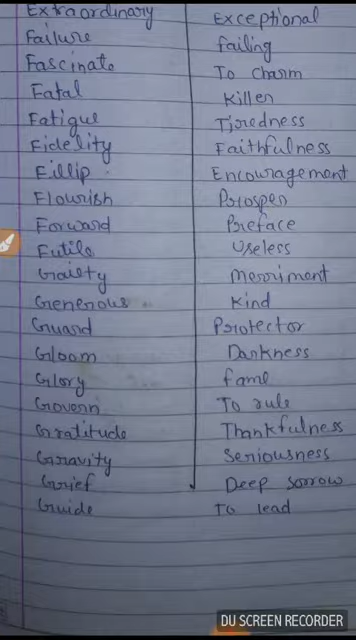 Extraordinary Exceptional
Failure Failing
Fascinate To charm
Fatal Killer
Fatigue Tiredness
Fidelity Faithfulness
Fillip Encouragement
Flourish Prosper
Forward Preface
Futile Useless
Gaiety Merriment
Generous Kind
Guard Protector
Gloom Darkness
Glory fame
Govern To rule
Gratitude Thankfulness
Gravity Seriousness
Grief Deep sorrow
Guide To lead
DU SCREEN RECORDER